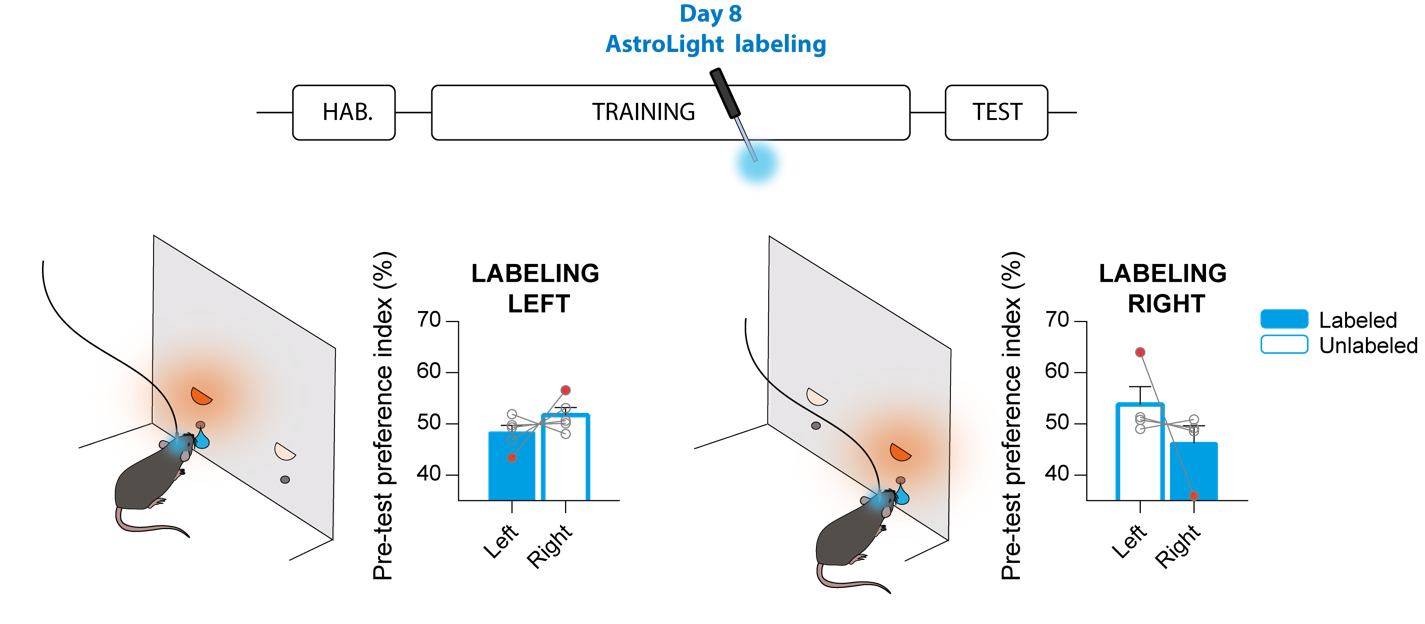 Day 8
AstroLight labeling
HAB.
TRAINING
TEST
Pre-test preference index (%)
LABELING
LEFT
70
60
50
40
Left
Right
Pre-test preference index (%)
LABELING
RIGHT
70
60
50
40
Left
Right
Labeled
Unlabeled